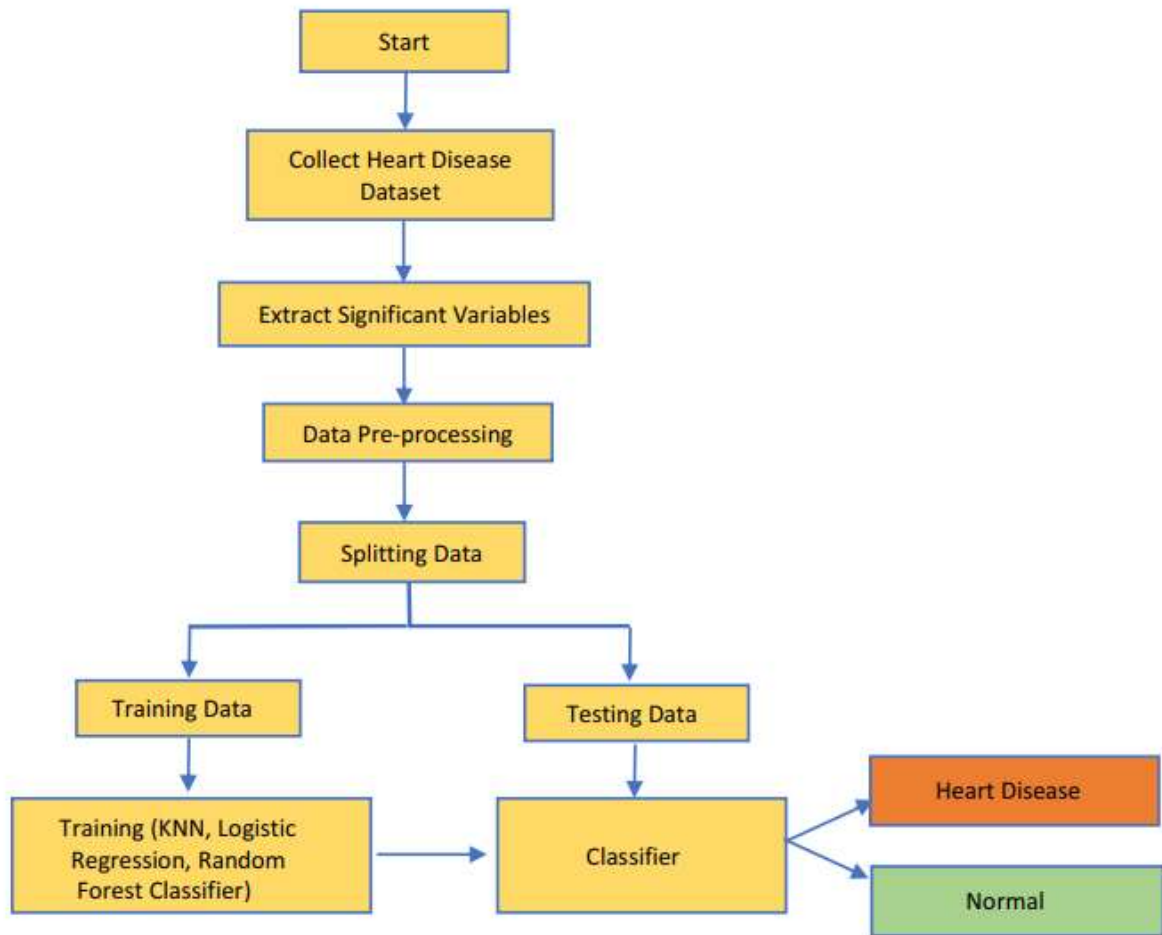 Start
Collect Heart Disease
Dataset
Extract Significant Variables
Data Pre-processing
Splitting Data
Training Data
Testing Data
Training (KNN, Logistic
Regression, Random
Forest Classifier)
Classifier
Heart Disease
Normal